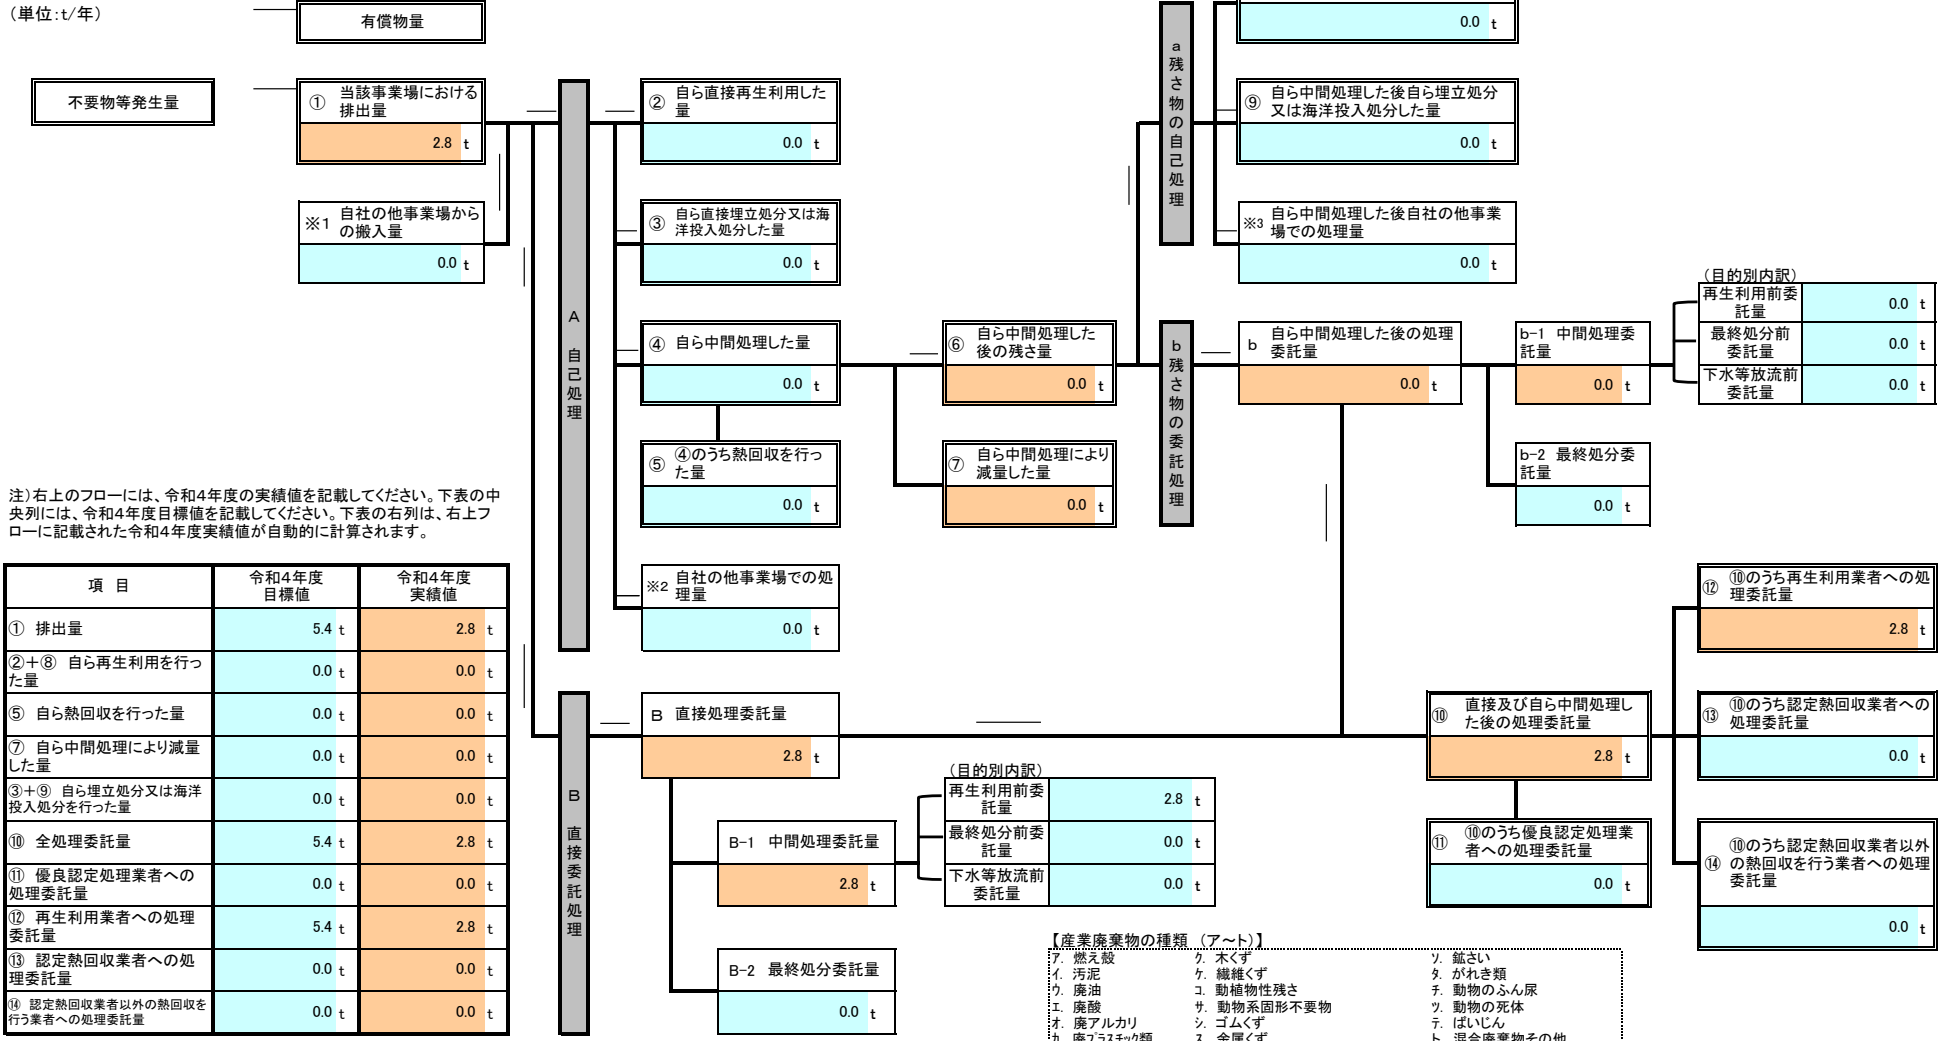 (単位:t/年)
有償物量
0.0 t
不要物等発生量
① 当該事業場における
排出量
2.8 t
※1 自社の他事業場から
の搬入量
0.0 t
A 自己処理
② 自ら直接再生利用した
量
0.0 t
③ 自ら直接埋立処分又は海
洋投入処分した量
0.0 t
④ 自ら中間処理した量
0.0 t
⑤ ④のうち熱回収を行っ
た量
0.0 t
※2 自社の他事業場での処
理量
0.0 t
⑥ 自ら中間処理した
後の残さ量
0.0 t
⑦ 自ら中間処理により
減量した量
0.0 t
a 残さ物の自己処理
⑨ 自ら中間処理した後自ら埋立処分
又は海洋投入処分した量
0.0 t
※3 自ら中間処理した後自社の他事業
場での処理量
0.0 t
b 残さ物の委託処理
b 自ら中間処理した後の処理
委託量
0.0 t
b-1 中間処理委
託量
0.0 t
b-2 最終処分委
託量
0.0 t
(目的別内訳)
再生利用前委
託量
0.0 t
最終処分前
委託量
0.0 t
下水等放流前
委託量
0.0 t
注)右上のフローには、令和4年度の実績値を記載してください。下表の中
央列には、令和4年度目標値を記載してください。下表の右列は、右上フ
ローに記載された令和4年度実績値が自動的に計算されます。
項 目 令和4年度
目標値 令和4年度
実績値
① 排出量 5.4 t 2.8 t
②+⑧ 自ら再生利用を行っ
た量 0.0 t 0.0 t
⑤ 自ら熱回収を行った量 0.0 t 0.0 t
⑦ 自ら中間処理により減量
した量 0.0 t 0.0 t
③+⑨ 自ら埋立処分又は海洋
投入処分を行った量 0.0 t 0.0 t
⑩ 全処理委託量 5.4 t 2.8 t
⑪ 優良認定処理業者への
処理委託量 0.0 t 0.0 t
⑫ 再生利用業者への処理
委託量 5.4 t 2.8 t
⑬ 認定熱回収業者への処
理委託量 0.0 t 0.0 t
⑭ 認定熱回収業者以外の熱回収を
行う業者への処理委託量 0.0 t 0.0 t
B 直接委託処理
B 直接処理委託量
2.8 t
B-1 中間処理委託量
2.8 t
B-2 最終処分委託量
0.0 t
(目的別内訳)
再生利用前委
託量
2.8 t
最終処分前委
託量
0.0 t
下水等放流前
委託量
0.0 t
⑩ 直接及び自ら中間処理し
た後の処理委託量
2.8 t
⑪ ⑩のうち優良認定処理業
者への処理委託量
0.0 t
⑫ ⑩のうち再生利用業者への処
理委託量
2.8 t
⑬ ⑩のうち認定熱回収業者への
処理委託量
0.0 t
⑭ ⑩のうち認定熱回収業者以外
の熱回収を行う業者への処理
委託量
0.0 t
【産業廃棄物の種類 (ア~ト)】
ア. 燃え殻 ク. 木くず ソ. 鉱さい
イ. 汚泥 ケ. 繊維くず タ. がれき類
ウ. 廃油 コ. 動植物性残さ チ. 動物のふん尿
エ. 廃酸 サ. 動物系固形不要物 ツ. 動物の死体
オ. 廃アルカリ シ. ゴムくず テ. ばいじん
カ. 廃プラスチック類 ス. 金属くず ト. 混合廃棄物その他